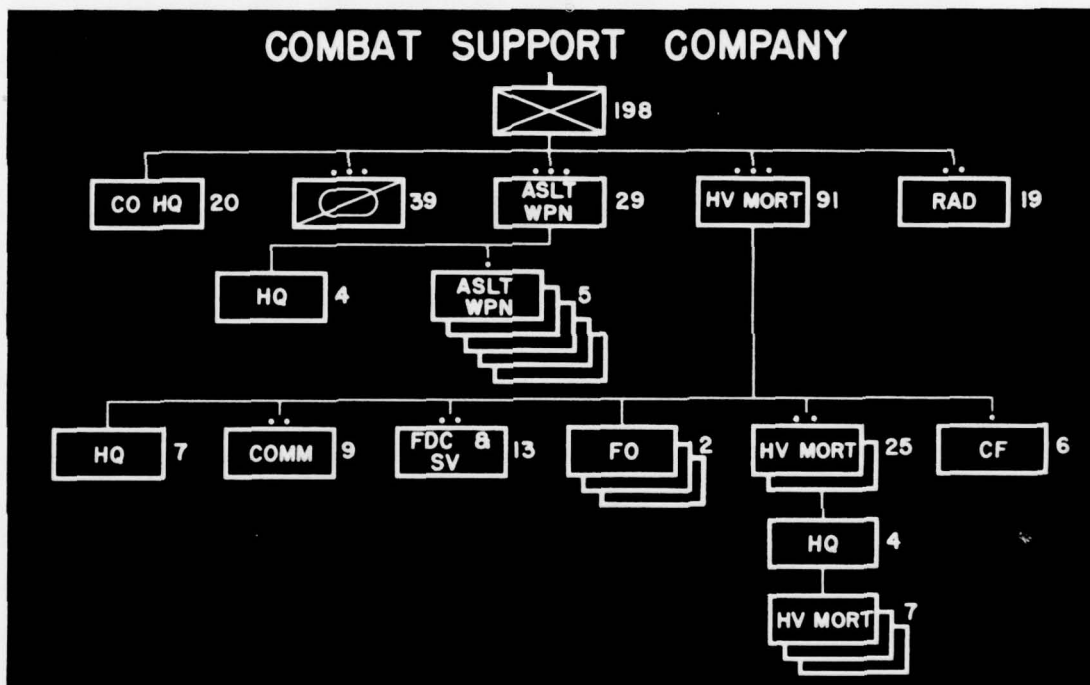 COMBAT SUPPORT COMPANY
198
CO HQ 20
39
ASLT
WPN 29
HV MORT 91
RAD 19
HQ 4
ASLT
WPN 5
HQ 7
COMM 9
FDC &
SV 13
FO 2
HV MORT 25
CF 6
HQ 4
HV MORT 7